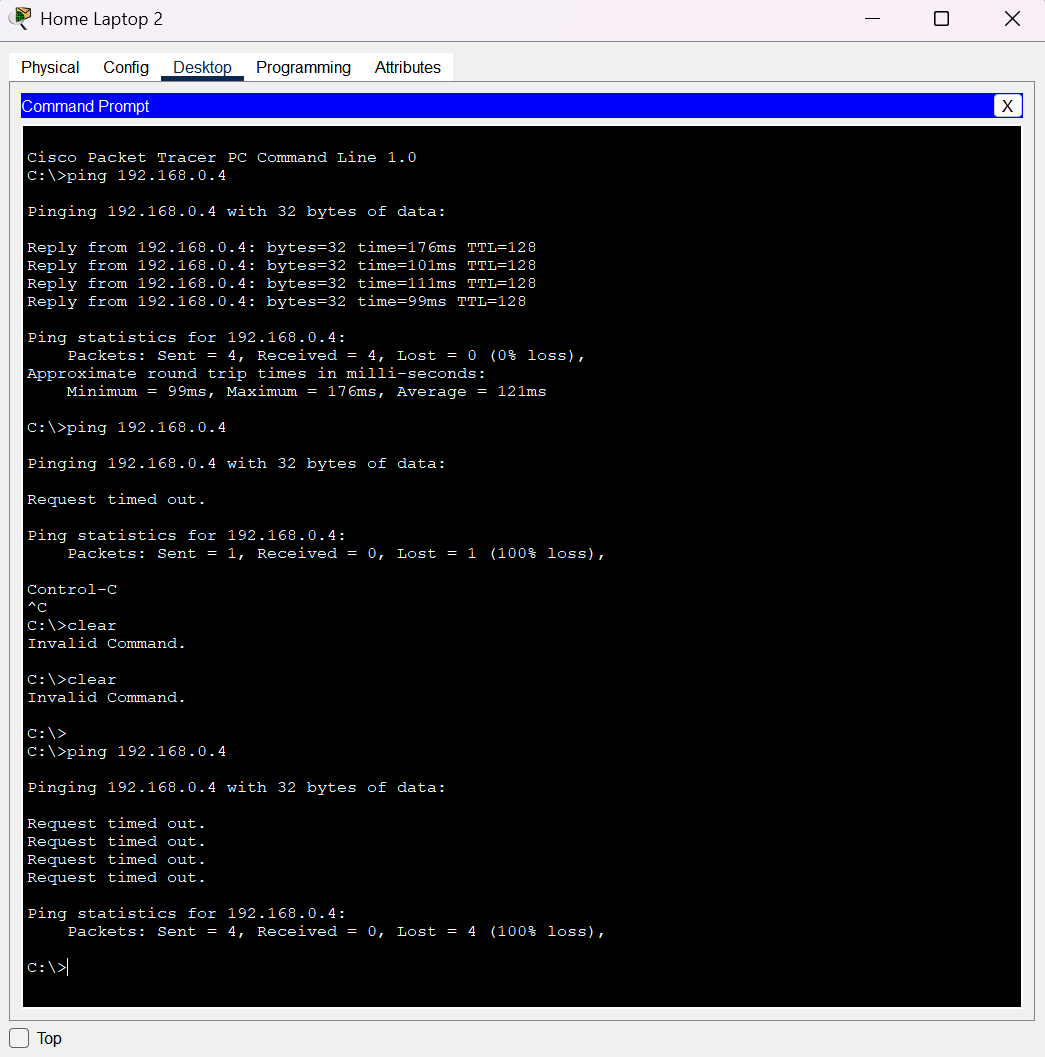 Home Laptop 2
Physical Config Desktop Programming Attributes
Command Prompt X
Cisco Packet Tracer PC Command Line 1.0
C:\>ping 192.168.0.4
Pinging 192.168.0.4 with 32 bytes of data:
Reply from 192.168.0.4: bytes=32 time=176ms TTL=128
Reply from 192.168.0.4: bytes=32 time=101ms TTL=128
Reply from 192.168.0.4: bytes=32 time=111ms TTL=128
Reply from 192.168.0.4: bytes=32 time=99ms TTL=128
Ping statistics for 192.168.0.4:
    Packets: Sent = 4, Received = 4, Lost = 0 (0% loss),
Approximate round trip times in milli-seconds:
    Minimum = 99ms, Maximum = 176ms, Average = 121ms
C:\>ping 192.168.0.4
Pinging 192.168.0.4 with 32 bytes of data:
Request timed out.
Ping statistics for 192.168.0.4:
    Packets: Sent = 1, Received = 0, Lost = 1 (100% loss),
Control-C
^C
C:\>clear
Invalid Command.
C:\>clear
Invalid Command.
C:\>
C:\>ping 192.168.0.4
Pinging 192.168.0.4 with 32 bytes of data:
Request timed out.
Request timed out.
Request timed out.
Request timed out.
Ping statistics for 192.168.0.4:
    Packets: Sent = 4, Received = 0, Lost = 4 (100% loss),
C:\>
Top